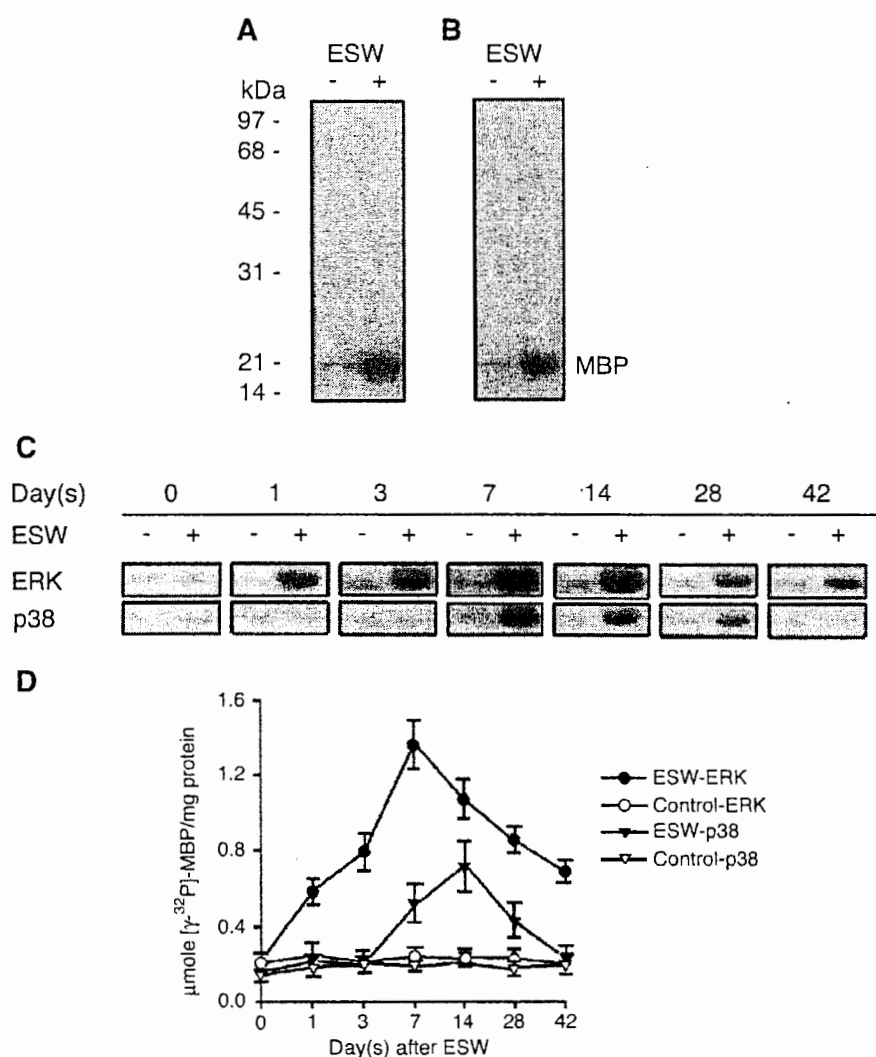 A B
ESW ESW
- + - +
kDa
97 -
68 -
45 -
31 -
21 - MBP
14 -
C
Day(s) 0 1 3 7 14 28 42
ESW - + - + - + - + - + - + - +
ERK
p38
D
µmole [γ-³²P]-MBP/mg protein
1.6
1.2
0.8
0.4
0.0
ESW-ERK
Control-ERK
ESW-p38
Control-p38
0 1 3 7 14 28 42
Day(s) after ESW